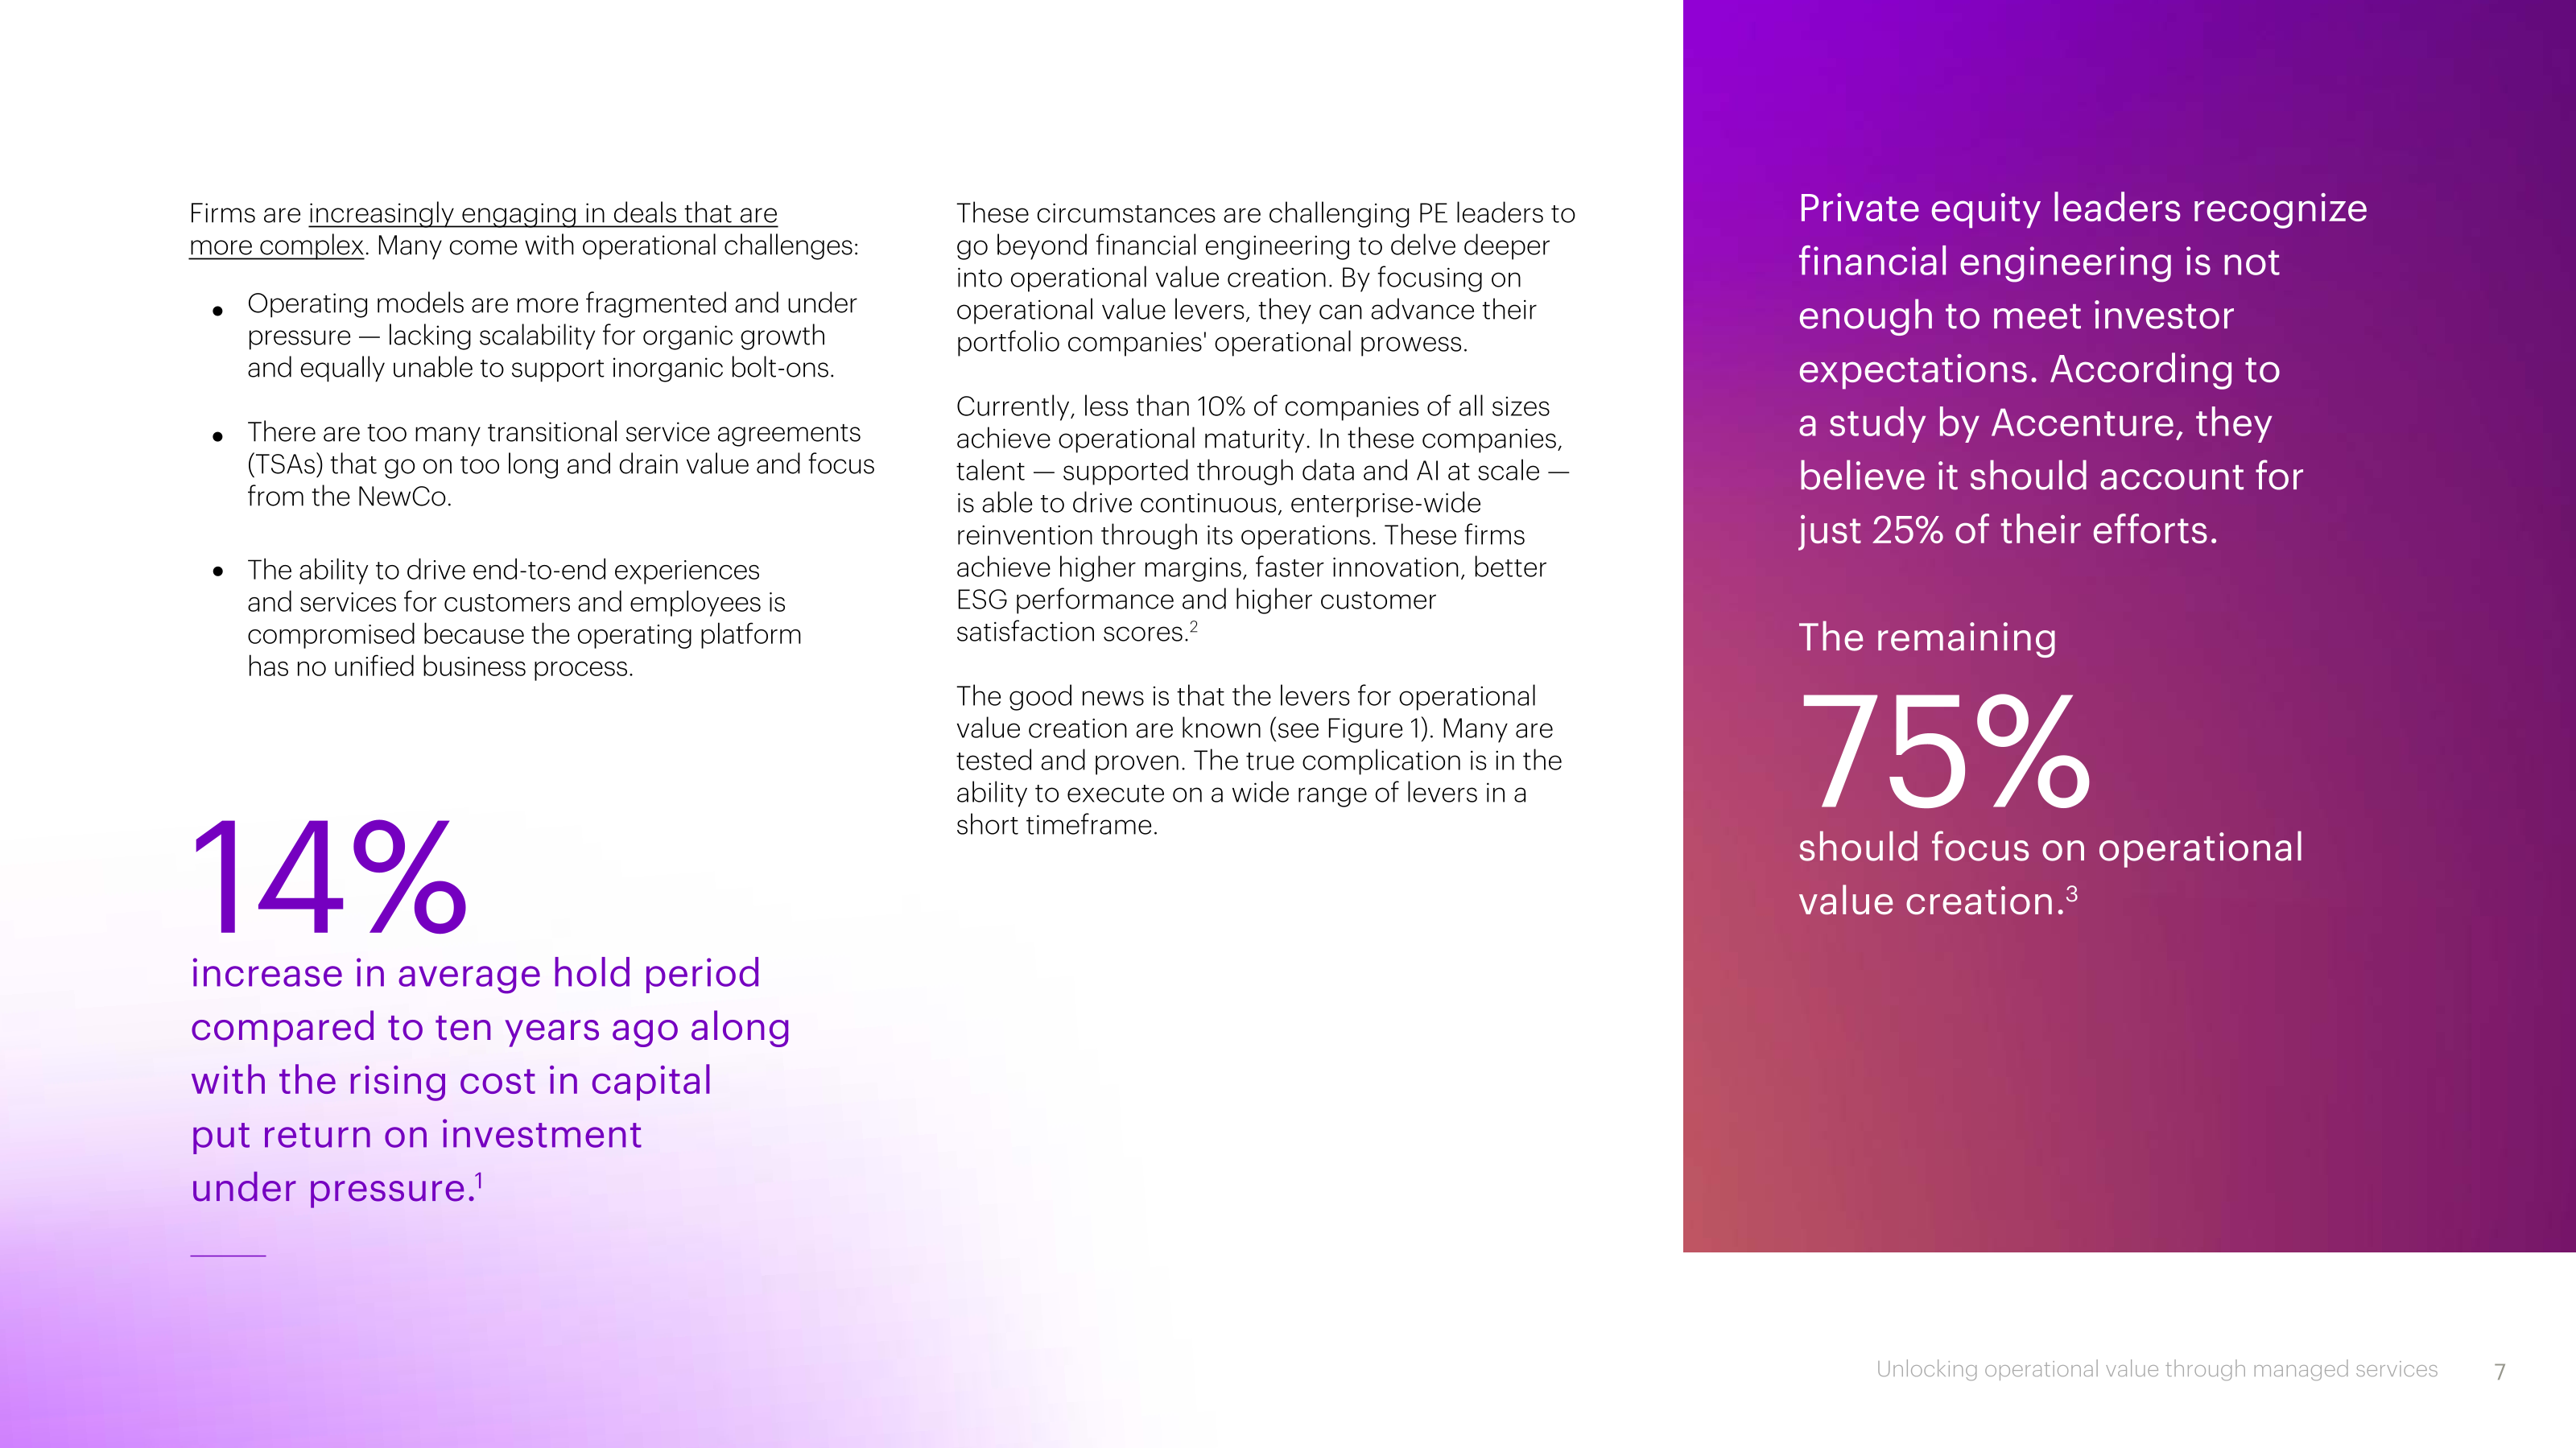 Firms are increasingly engaging in deals that are
more complex. Many come with operational challenges:
• Operating models are more fragmented and under
pressure — lacking scalability for organic growth
and equally unable to support inorganic bolt-ons.
• There are too many transitional service agreements
(TSAs) that go on too long and drain value and focus
from the NewCo.
• The ability to drive end-to-end experiences
and services for customers and employees is
compromised because the operating platform
has no unified business process.
14%
increase in average hold period
compared to ten years ago along
with the rising cost in capital
put return on investment
under pressure.¹
These circumstances are challenging PE leaders to
go beyond financial engineering to delve deeper
into operational value creation. By focusing on
operational value levers, they can advance their
portfolio companies' operational prowess.
Currently, less than 10% of companies of all sizes
achieve operational maturity. In these companies,
talent — supported through data and AI at scale —
is able to drive continuous, enterprise-wide
reinvention through its operations. These firms
achieve higher margins, faster innovation, better
ESG performance and higher customer
satisfaction scores.²
The good news is that the levers for operational
value creation are known (see Figure 1). Many are
tested and proven. The true complication is in the
ability to execute on a wide range of levers in a
short timeframe.
Private equity leaders recognize
financial engineering is not
enough to meet investor
expectations. According to
a study by Accenture, they
believe it should account for
just 25% of their efforts.
The remaining
75%
should focus on operational
value creation.³
Unlocking operational value through managed services 7